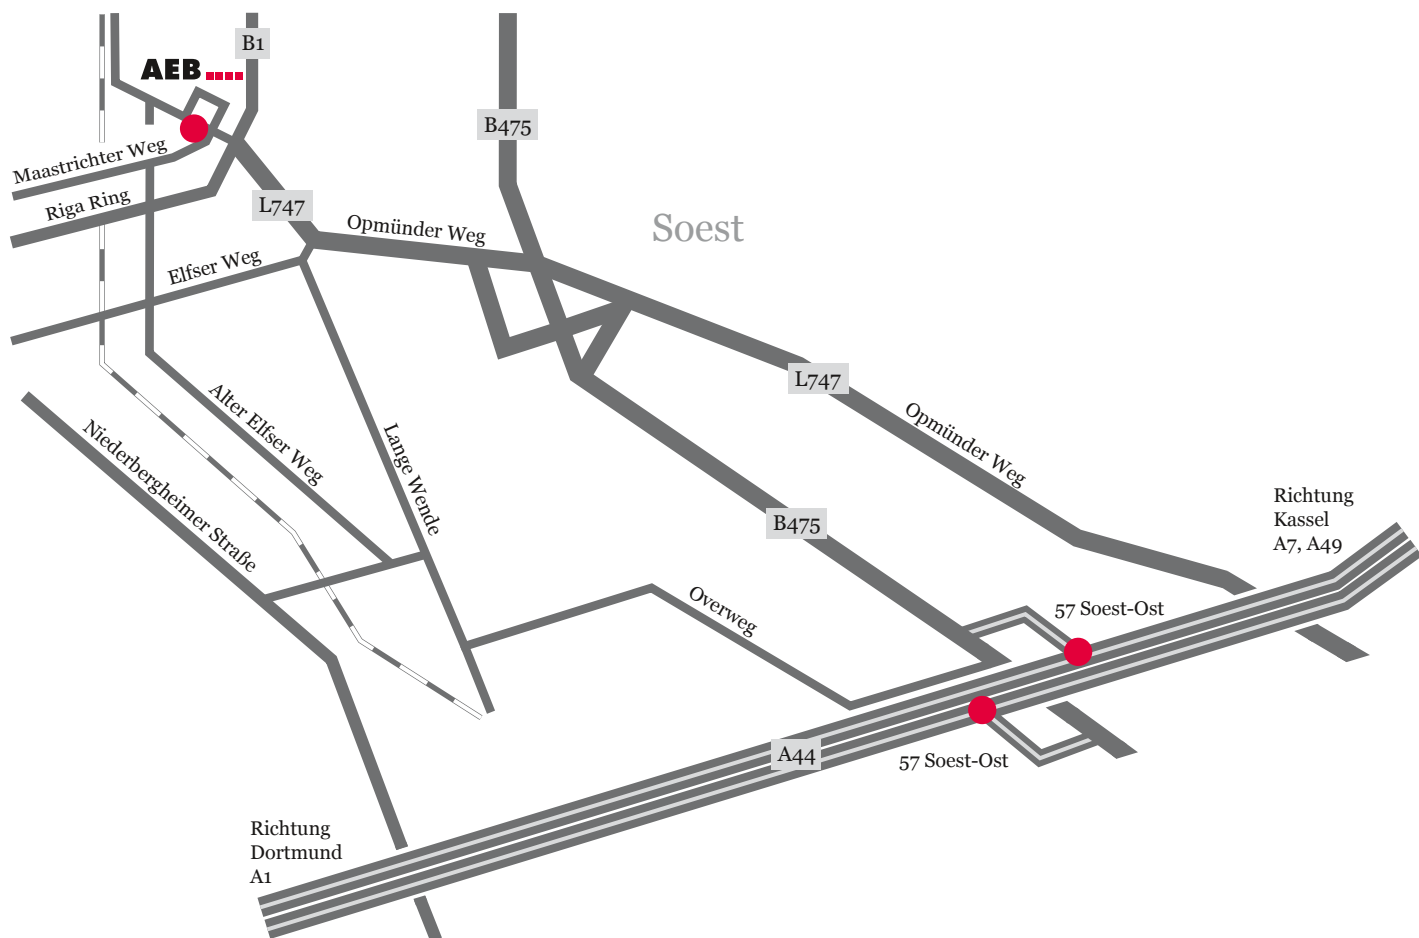 B1
AEB
B475
Maastrichter Weg
Riga Ring
L747
Opmünder Weg
Soest
Elfser Weg
L747
Alter Elfser Weg
Opmünder Weg
Niederbergheimer Straße
Lange Wende
B475
Richtung
Kassel
A7, A49
Overweg
57 Soest-Ost
A44
57 Soest-Ost
Richtung
Dortmund
A1